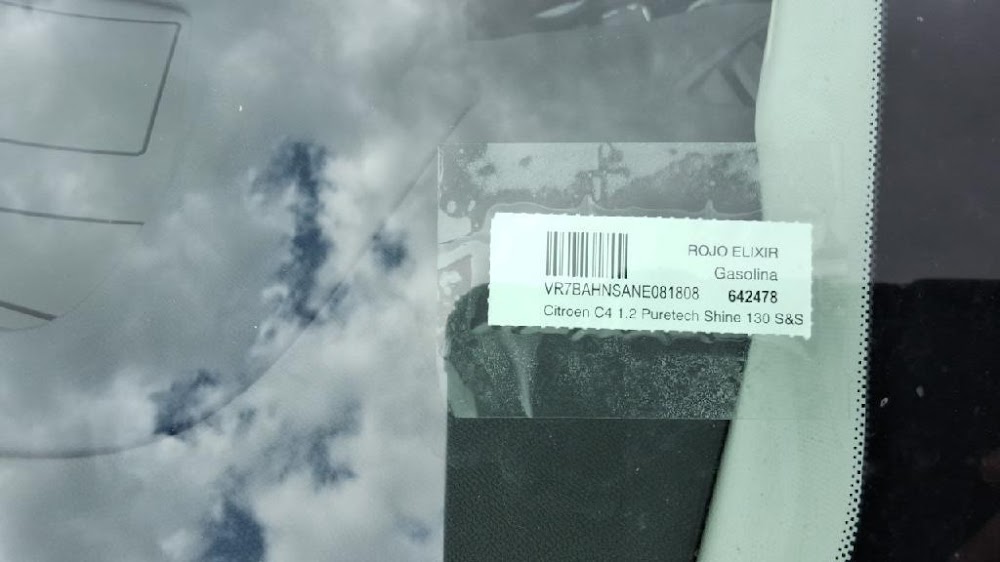 ROJO ELIXIR
Gasolina
VR7BAHNSANE081808 642478
Citroen C4 1.2 Puretech Shine 130 S&S